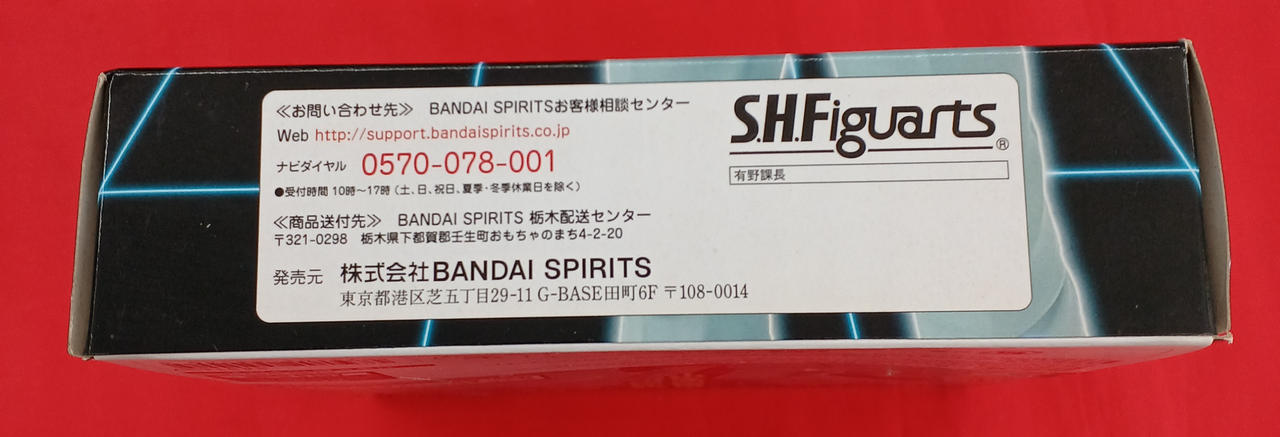 ≪お問い合わせ先≫ BANDAI SPIRITSお客様相談センター
Web http://support.bandaispirits.co.jp
ナビダイヤル 0570-078-001
●受付時間 10時～17時(土、日、祝日、夏季・冬季休業日を除く)
≪商品送付先≫ BANDAI SPIRITS 栃木配送センター
〒321-0298 栃木県下都賀郡壬生町おもちゃのまち4-2-20
発売元 株式会社BANDAI SPIRITS
東京都港区芝五丁目29-11 G-BASE田町6F 〒108-0014
S.H.Figuarts®
有野課長